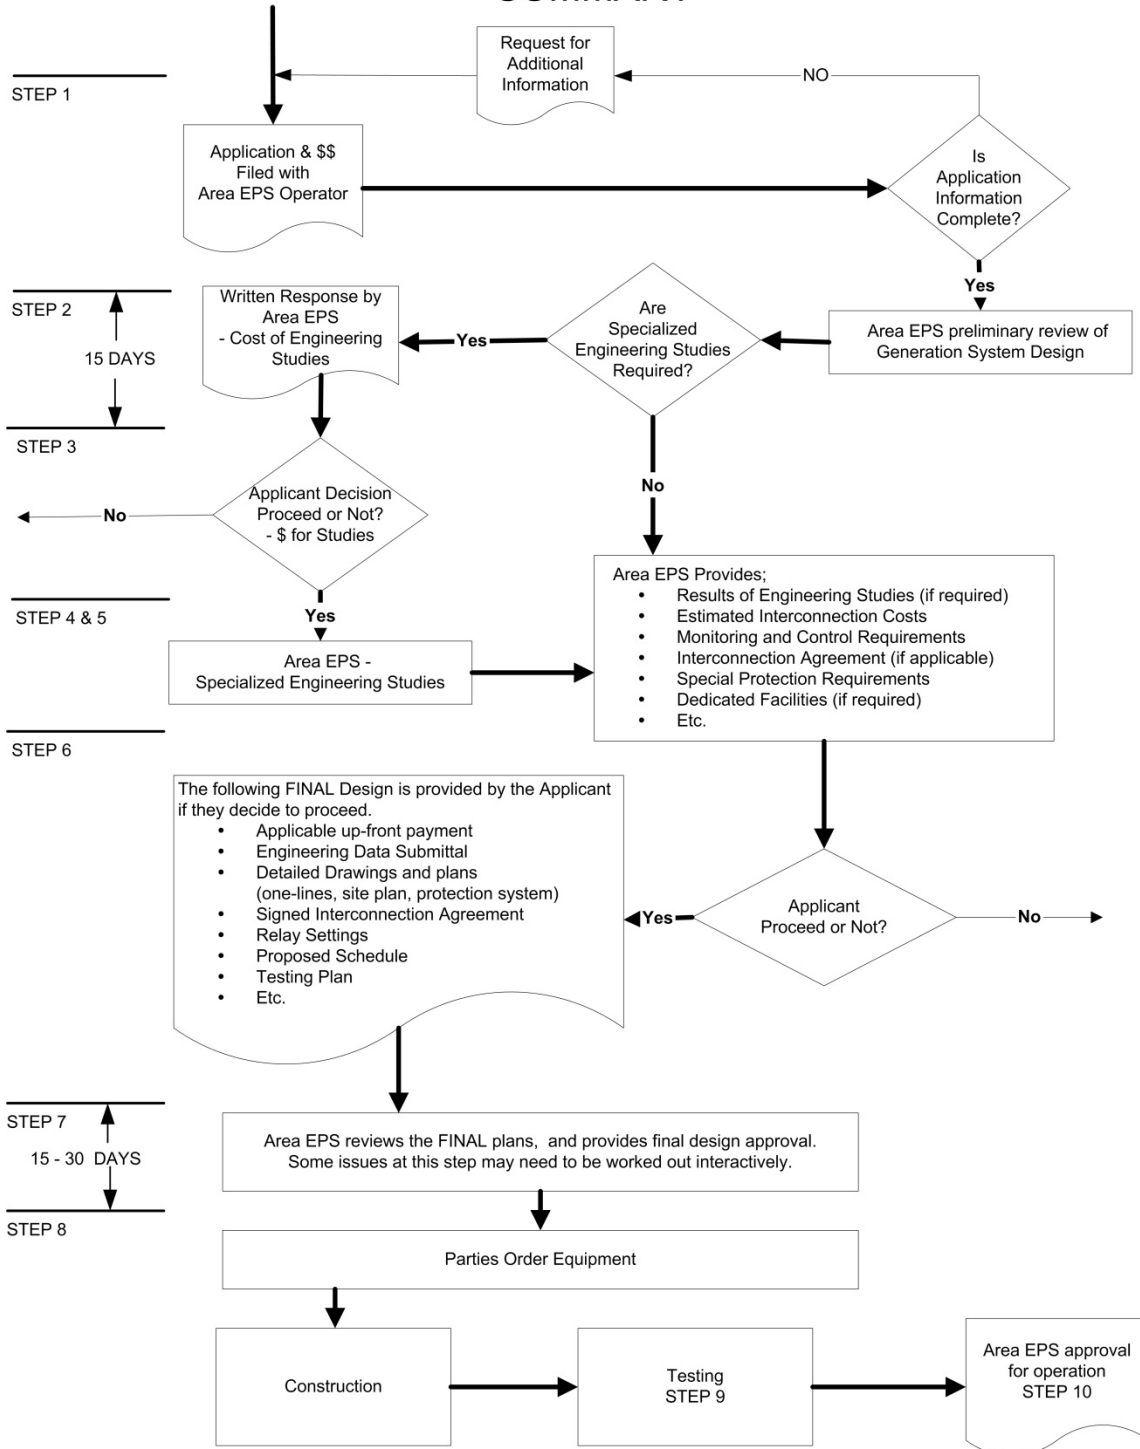 Request for
Additional
Information
NO
STEP 1
Application & $$
Filed with
Area EPS Operator
Is
Application
Information
Complete?
Yes
STEP 2
15 DAYS
Written Response by
Area EPS
- Cost of Engineering
Studies
Yes
Are
Specialized
Engineering Studies
Required?
Area EPS preliminary review of
Generation System Design
STEP 3
No
Applicant Decision
Proceed or Not?
- $ for Studies
No
Yes
STEP 4 & 5
Area EPS -
Specialized Engineering Studies
Area EPS Provides;
• Results of Engineering Studies (if required)
• Estimated Interconnection Costs
• Monitoring and Control Requirements
• Interconnection Agreement (if applicable)
• Special Protection Requirements
• Dedicated Facilities (if required)
• Etc.
STEP 6
The following FINAL Design is provided by the Applicant
if they decide to proceed.
• Applicable up-front payment
• Engineering Data Submittal
• Detailed Drawings and plans
(one-lines, site plan, protection system)
• Signed Interconnection Agreement
• Relay Settings
• Proposed Schedule
• Testing Plan
• Etc.
Yes
Applicant
Proceed or Not?
No
STEP 7
15 - 30 DAYS
STEP 8
Area EPS reviews the FINAL plans, and provides final design approval.
Some issues at this step may need to be worked out interactively.
Parties Order Equipment
Construction
Testing
STEP 9
Area EPS approval
for operation
STEP 10